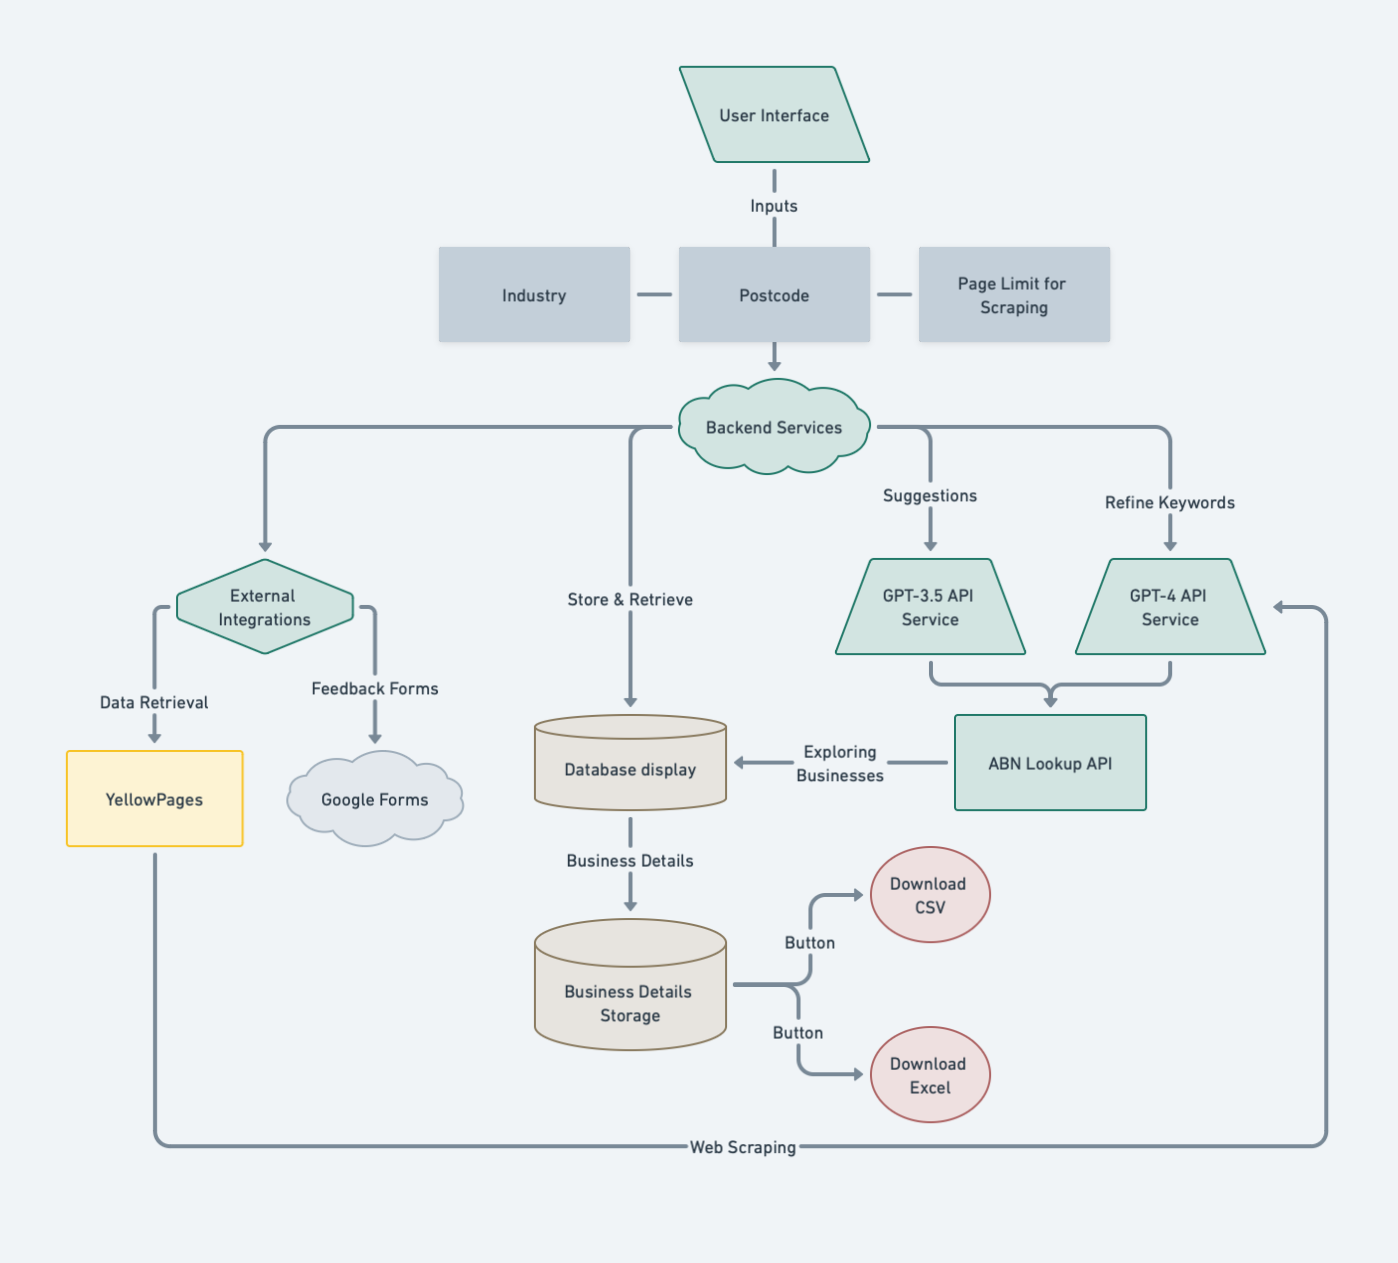 User Interface
Inputs
Industry
Postcode
Page Limit for
Scraping
Backend Services
Suggestions
Refine Keywords
External
Integrations
Store & Retrieve
GPT-3.5 API
Service
GPT-4 API
Service
Data Retrieval
Feedback Forms
YellowPages
Google Forms
Database display
Exploring
Businesses
ABN Lookup API
Business Details
Download
CSV
Button
Business Details
Storage
Button
Download
Excel
Web Scraping